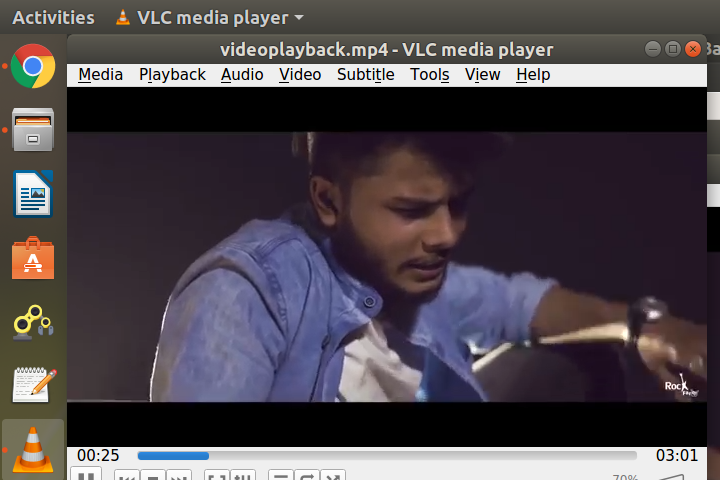 Activities VLC media player
videoplayback.mp4 - VLC media player
Media Playback Audio Video Subtitle Tools View Help
Rock
00:25 03:01
70%